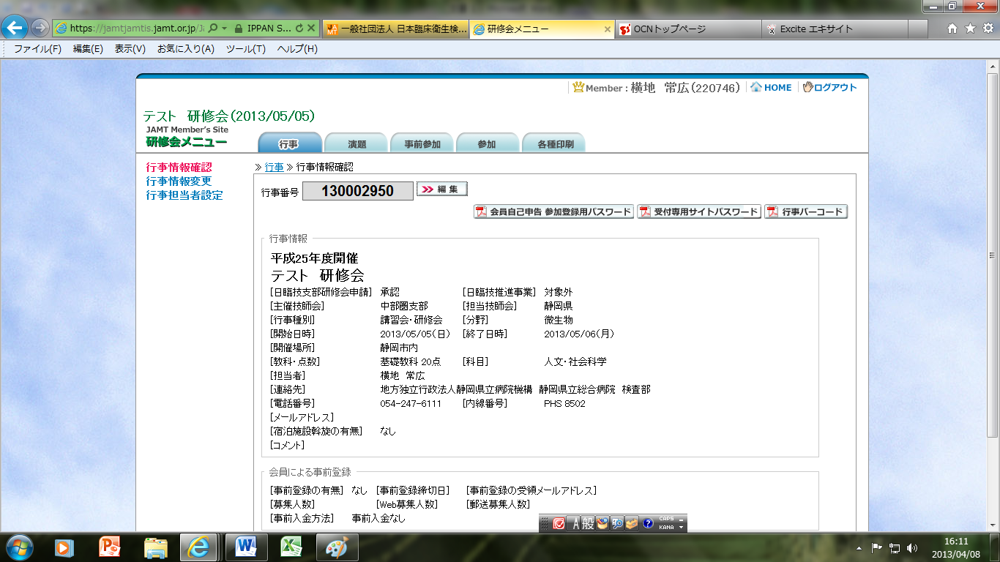 https://jamtjamtis.jamt.or.jp/J
IPPAN S...
一般社団法人 日本臨床衛生検...
研修会メニュー
OCNトップページ
Excite エキサイト
ファイル(F) 編集(E) 表示(V) お気に入り(A) ツール(T) ヘルプ(H)
Member : 横地　常広(220746) HOME ログアウト
テスト　研修会(2013/05/05)
JAMT Member's Site
研修会メニュー
行事 演題 事前参加 参加 各種印刷
行事情報確認
行事情報変更
行事担当者設定
≫ 行事 ≫ 行事情報確認
行事番号 130002950 編 集
会員自己申告 参加登録用パスワード 受付専用サイトパスワード 行事バーコード
行事情報
平成25年度開催
テスト　研修会
[日臨技支部研修会申請] 承認 [日臨技推進事業] 対象外
[主催技師会] 中部圏支部 [担当技師会] 静岡県
[行事種別] 講習会・研修会 [分野] 微生物
[開始日時] 2013/05/05(日) [終了日時] 2013/05/06(月)
[開催場所] 静岡市内
[教科・点数] 基礎教科 20点 [科目] 人文・社会科学
[担当者] 横地　常広
[連絡先] 地方独立行政法人静岡県立病院機構　静岡県立総合病院　検査部
[電話番号] 054-247-6111 [内線番号] PHS 8502
[メールアドレス]
[宿泊施設斡旋の有無] なし
[コメント]
会員による事前登録
[事前登録の有無] なし [事前登録締切日] [事前登録の受領メールアドレス]
[募集人数] [Web募集人数] [郵送募集人数]
[事前入金方法] 事前入金なし
A 般 CAPS
KANA
16:11
2013/04/08